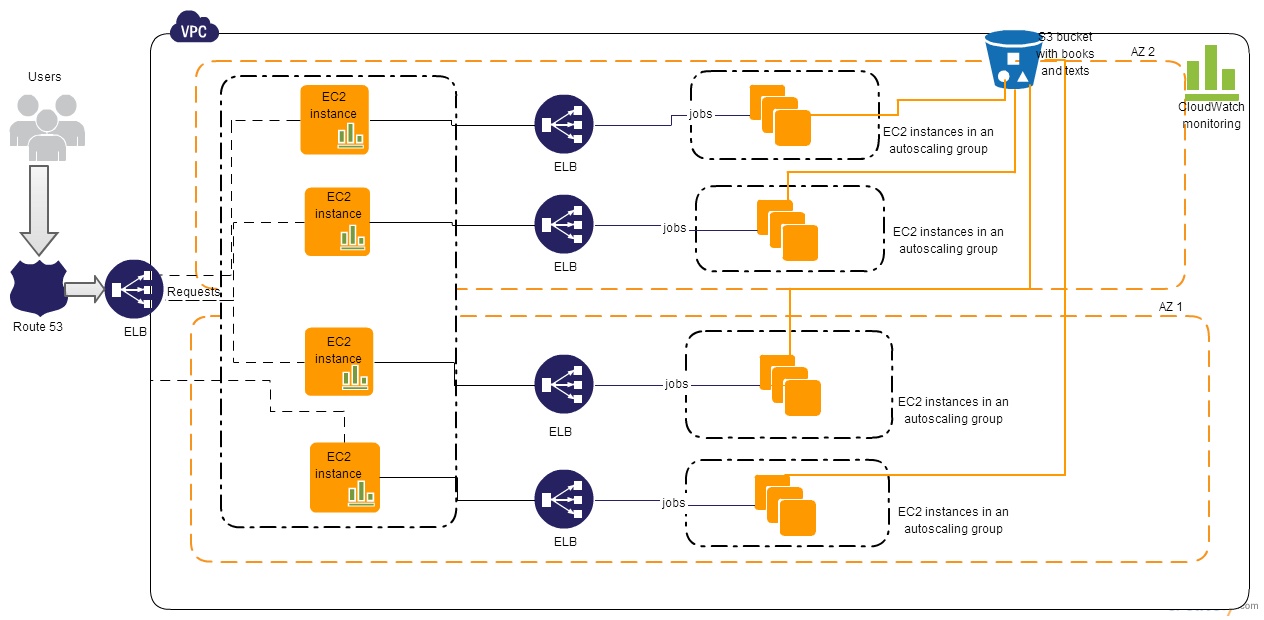 VPC
S3 bucket
with books
and texts
AZ 2
Users
CloudWatch
monitoring
EC2
instance
ELB
jobs
EC2 instances in an
autoscaling group
EC2
instance
ELB
jobs
EC2 instances in an
autoscaling group
Requests
Route 53
ELB
AZ 1
EC2
instance
ELB
jobs
EC2 instances in an
autoscaling group
EC2
instance
ELB
jobs
EC2 instances in an
autoscaling group
com